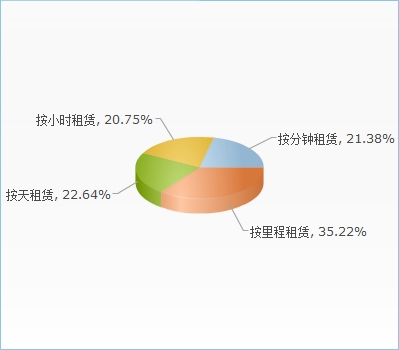 按小时租赁, 20.75%
按分钟租赁, 21.38%
按天租赁, 22.64%
按里程租赁, 35.22%